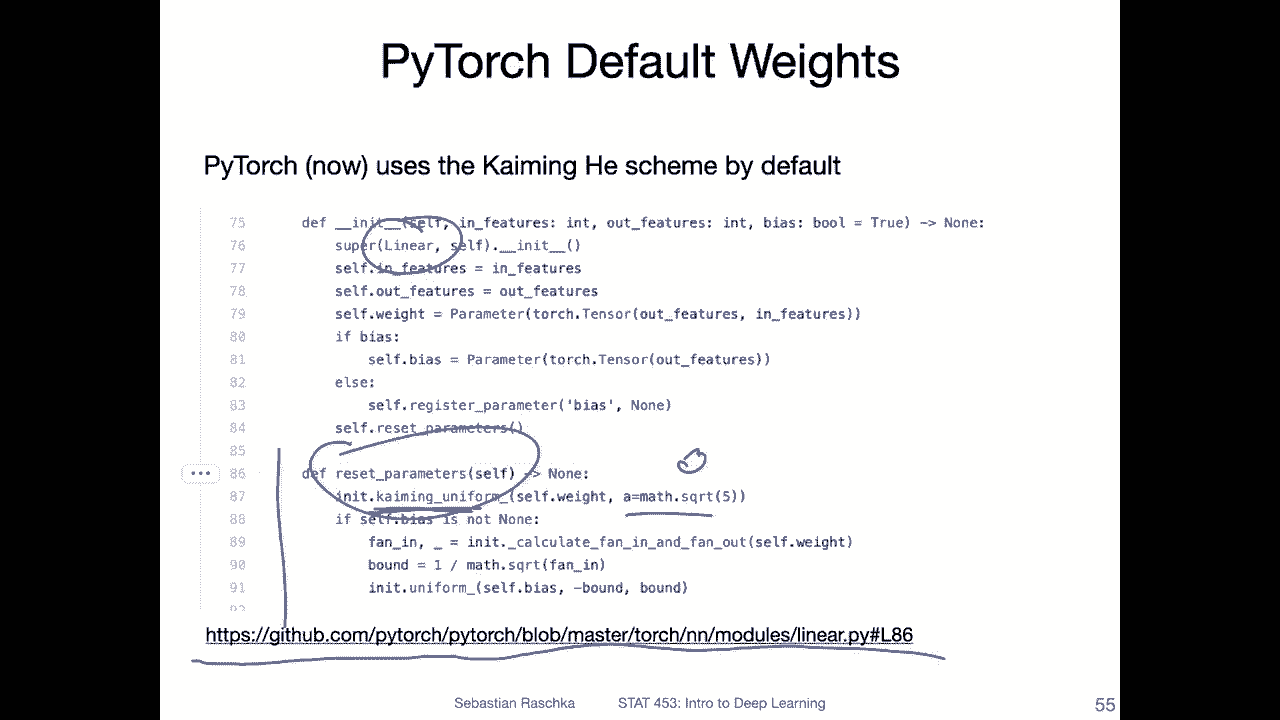 PyTorch Default Weights
PyTorch (now) uses the Kaiming He scheme by default
75 def __init__(self, in_features: int, out_features: int, bias: bool = True) -> None:
76 super(Linear, self).__init__()
77 self.in_features = in_features
78 self.out_features = out_features
79 self.weight = Parameter(torch.Tensor(out_features, in_features))
80 if bias:
81 self.bias = Parameter(torch.Tensor(out_features))
82 else:
83 self.register_parameter('bias', None)
84 self.reset_parameters()
85
86 def reset_parameters(self) -> None:
87 init.kaiming_uniform_(self.weight, a=math.sqrt(5))
88 if self.bias is not None:
89 fan_in, _ = init._calculate_fan_in_and_fan_out(self.weight)
90 bound = 1 / math.sqrt(fan_in)
91 init.uniform_(self.bias, -bound, bound)
https://github.com/pytorch/pytorch/blob/master/torch/nn/modules/linear.py#L86
Sebastian Raschka STAT 453: Intro to Deep Learning 55